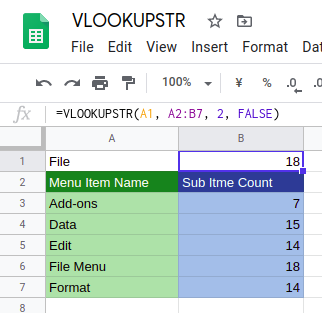 VLOOKUPSTR
File Edit View Insert Format
100% ¥ % .0
fx =VLOOKUPSTR(A1, A2:B7, 2, FALSE)
A B
1 File 18
2 Menu Item Name Sub Itme Count
3 Add-ons 7
4 Data 15
5 Edit 14
6 File Menu 18
7 Format 14
8